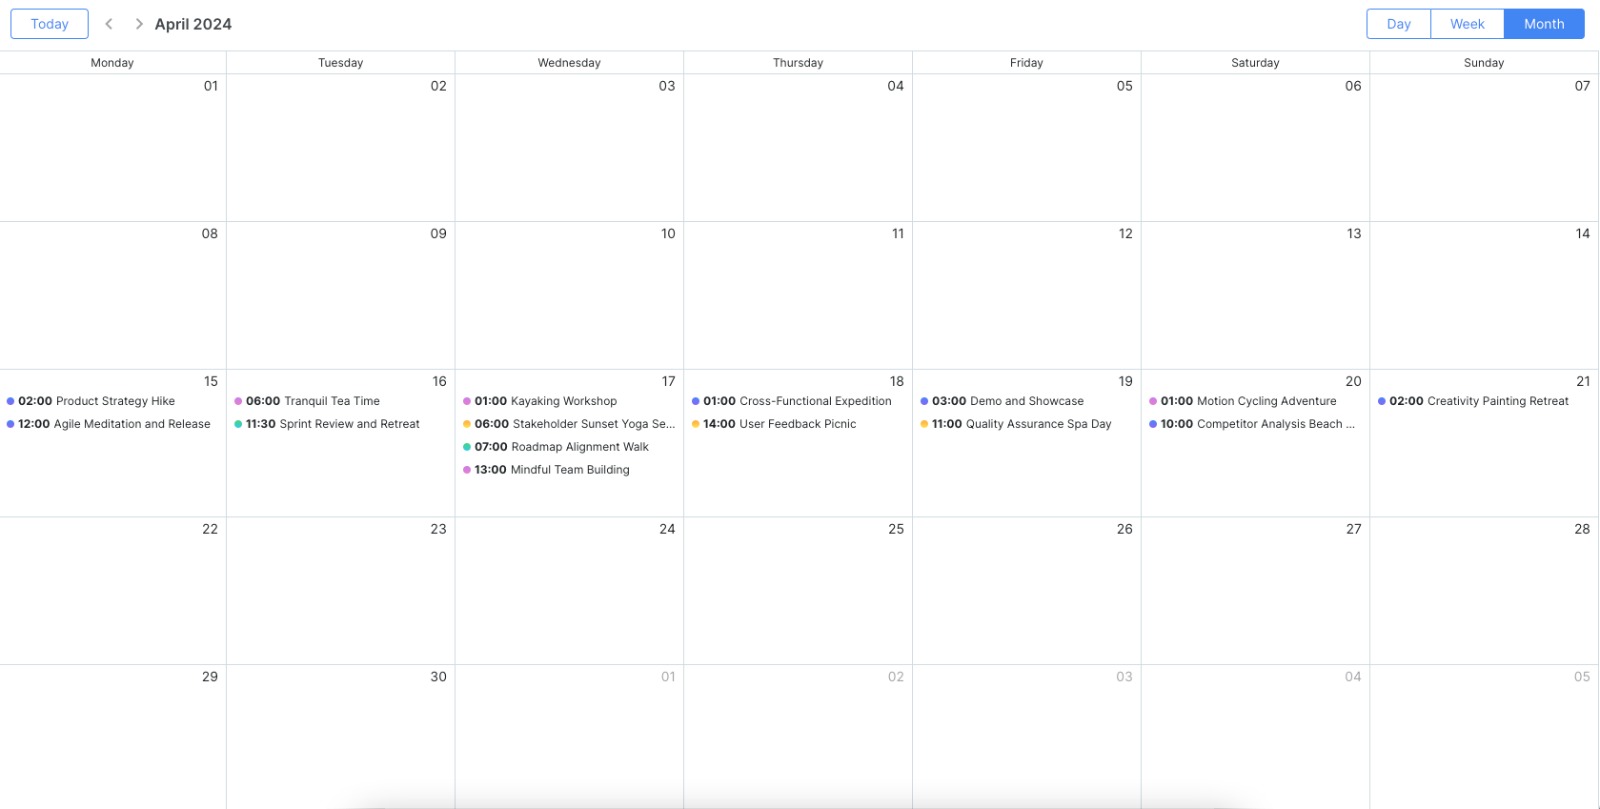 Today April 2024 Day Week Month
Monday Tuesday Wednesday Thursday Friday Saturday Sunday
01 02 03 04 05 06 07
08 09 10 11 12 13 14
15 16 17 18 19 20 21
02:00 Product Strategy Hike
12:00 Agile Meditation and Release
06:00 Tranquil Tea Time
11:30 Sprint Review and Retreat
01:00 Kayaking Workshop
06:00 Stakeholder Sunset Yoga Se...
07:00 Roadmap Alignment Walk
13:00 Mindful Team Building
01:00 Cross-Functional Expedition
14:00 User Feedback Picnic
03:00 Demo and Showcase
11:00 Quality Assurance Spa Day
01:00 Motion Cycling Adventure
10:00 Competitor Analysis Beach ...
02:00 Creativity Painting Retreat
22 23 24 25 26 27 28
29 30 01 02 03 04 05